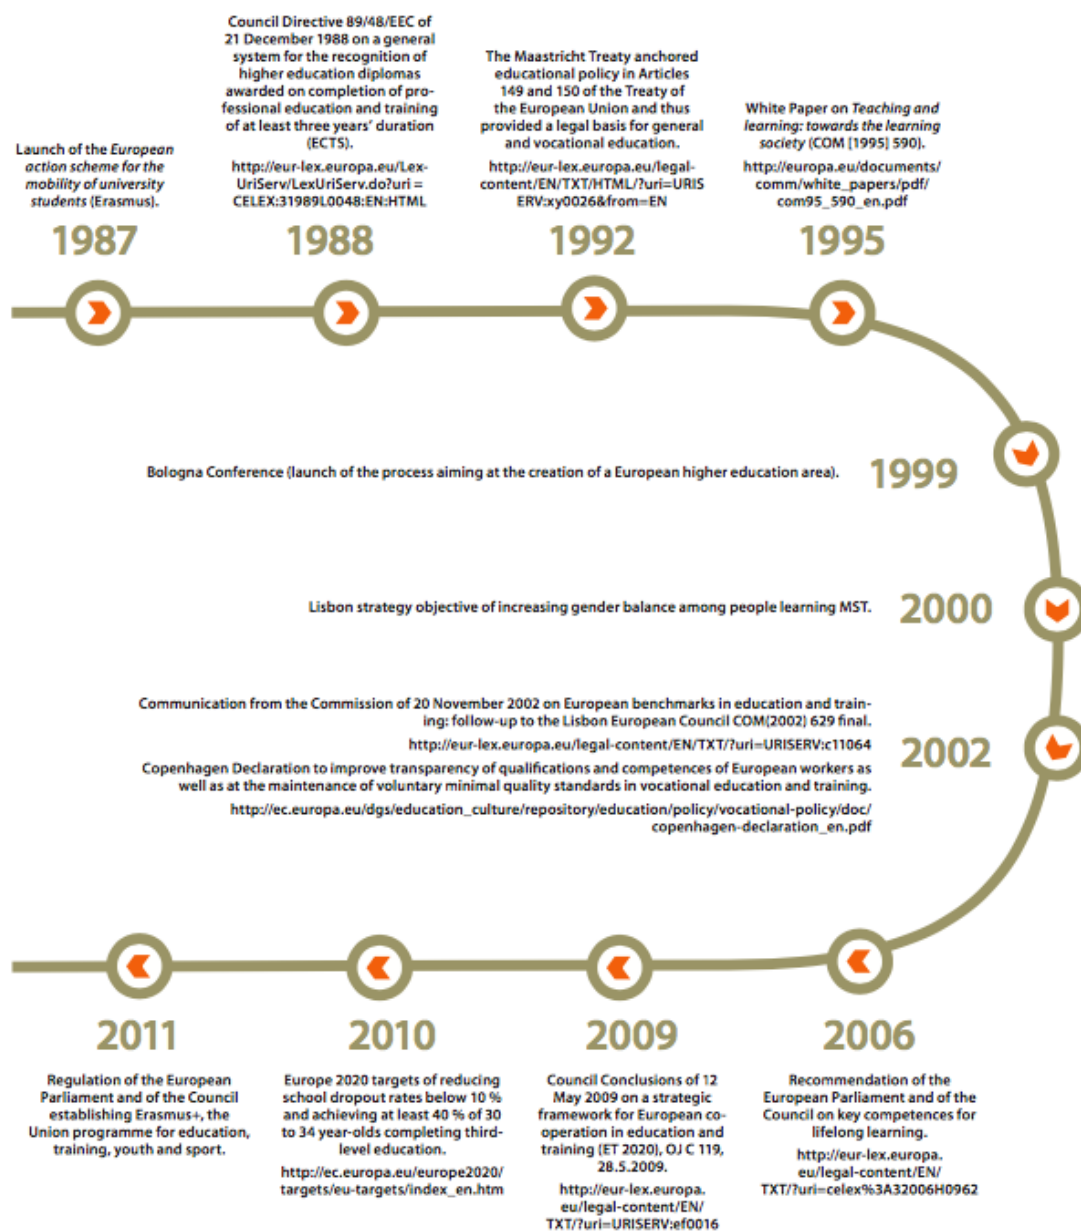 Launch of the European
action scheme for the
mobility of university
students (Erasmus).
1987
Council Directive 89/48/EEC of
21 December 1988 on a general
system for the recognition of
higher education diplomas
awarded on completion of pro-
fessional education and training
of at least three years' duration
(ECTS).
http://eur-lex.europa.eu/Lex-
UriServ/LexUriServ.do?uri =
CELEX:31989L0048:EN:HTML
1988
The Maastricht Treaty anchored
educational policy in Articles
149 and 150 of the Treaty of
the European Union and thus
provided a legal basis for general
and vocational education.
http://eur-lex.europa.eu/legal-
content/EN/TXT/HTML/?uri=URIS
ERV:xy0026&from=EN
1992
White Paper on Teaching and
learning: towards the learning
society (COM [1995] 590).
http://europa.eu/documents/
comm/white_papers/pdf/
com95_590_en.pdf
1995
Bologna Conference (launch of the process aiming at the creation of a European higher education area).
1999
Lisbon strategy objective of increasing gender balance among people learning MST.
2000
Communication from the Commission of 20 November 2002 on European benchmarks in education and train-
ing: follow-up to the Lisbon European Council COM(2002) 629 final.
http://eur-lex.europa.eu/legal-content/EN/TXT/?uri=URISERV:c11064
Copenhagen Declaration to improve transparency of qualifications and competences of European workers as
well as at the maintenance of voluntary minimal quality standards in vocational education and training.
http://ec.europa.eu/dgs/education_culture/repository/education/policy/vocational-policy/doc/
copenhagen-declaration_en.pdf
2002
2011
Regulation of the European
Parliament and of the Council
establishing Erasmus+, the
Union programme for education,
training, youth and sport.
2010
Europe 2020 targets of reducing
school dropout rates below 10 %
and achieving at least 40 % of 30
to 34 year-olds completing third-
level education.
http://ec.europa.eu/europe2020/
targets/eu-targets/index_en.htm
2009
Council Conclusions of 12
May 2009 on a strategic
framework for European co-
operation in education and
training (ET 2020), OJ C 119,
28.5.2009.
http://eur-lex.europa.
eu/legal-content/EN/
TXT/?uri=URISERV:ef0016
2006
Recommendation of the
European Parliament and of the
Council on key competences for
lifelong learning.
http://eur-lex.europa.
eu/legal-content/EN/
TXT/?uri=celex%3A32006H0962